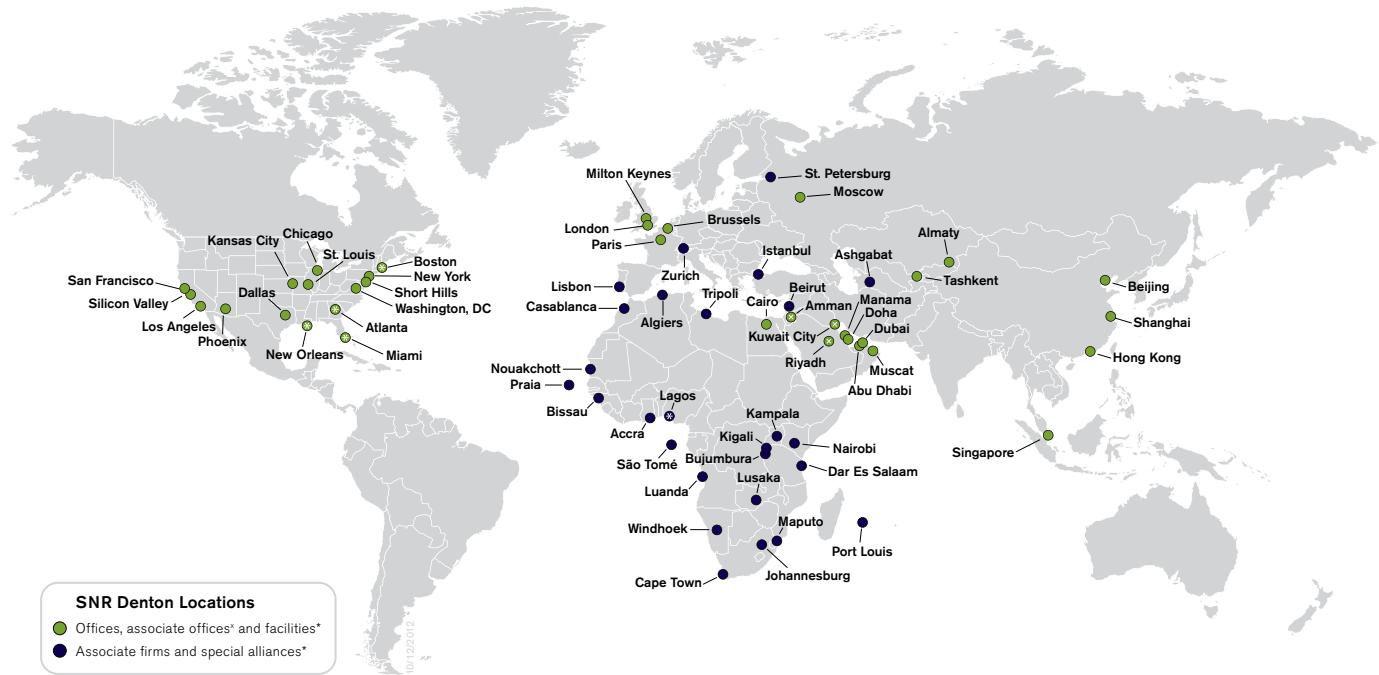 Milton Keynes
St. Petersburg
Moscow
London
Brussels
Paris
Zurich
Istanbul
Ashgabat
Almaty
Tashkent
Beijing
Shanghai
Hong Kong
Kansas City
Chicago
St. Louis
Boston
New York
Short Hills
Washington, DC
San Francisco
Silicon Valley
Los Angeles
Phoenix
Dallas
New Orleans
Atlanta
Miami
Lisbon
Casablanca
Algiers
Tripoli
Cairo
Beirut
Amman
Kuwait City
Manama
Doha
Dubai
Riyadh
Muscat
Abu Dhabi
Nouakchott
Praia
Bissau
Lagos
Accra
São Tomé
Kampala
Kigali
Bujumbura
Nairobi
Dar Es Salaam
Luanda
Lusaka
Singapore
Windhoek
Maputo
Port Louis
Johannesburg
Cape Town
SNR Denton Locations
Offices, associate officesˣ and facilities*
Associate firms and special alliances*
10/12/2012